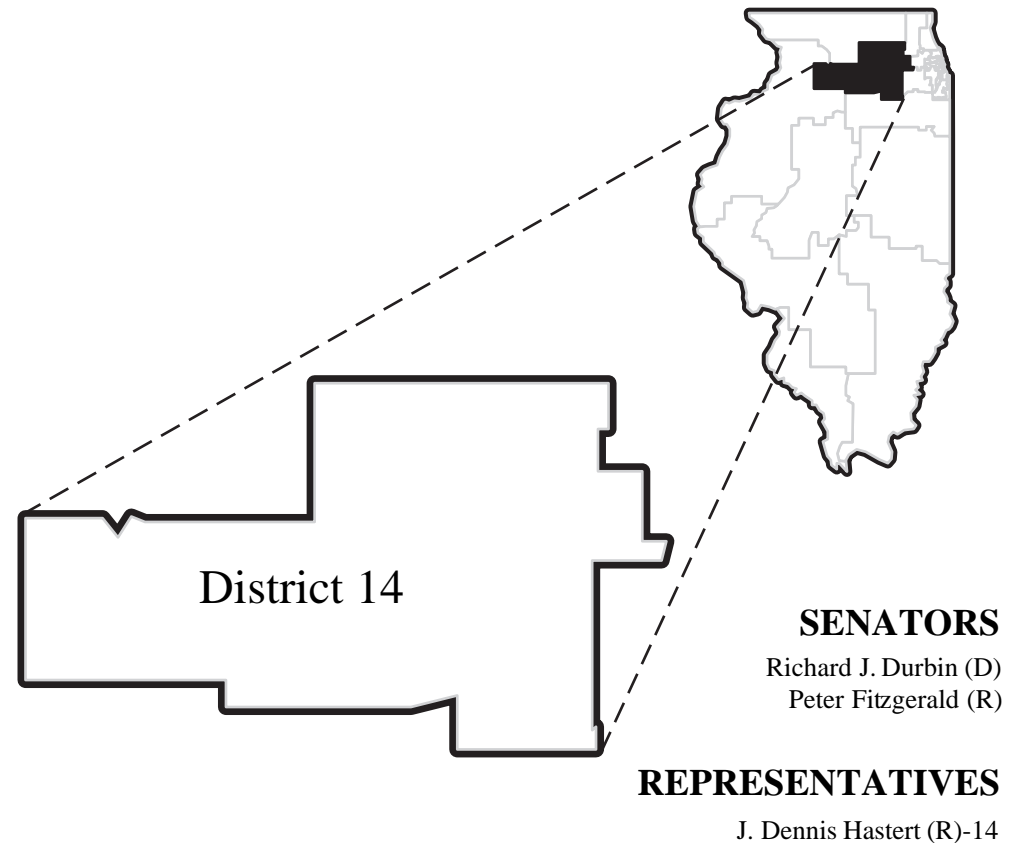 District 14
SENATORS
Richard J. Durbin (D)
Peter Fitzgerald (R)
REPRESENTATIVES
J. Dennis Hastert (R)-14